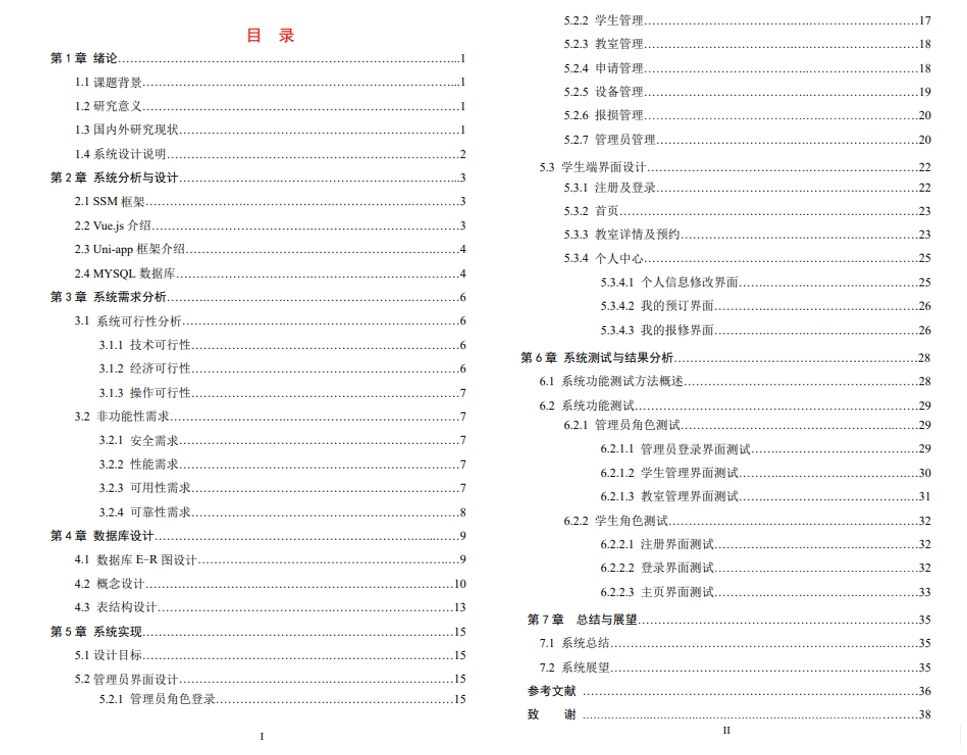 目 录
第 1 章 绪论............1
1.1 课题背景............1
1.2 研究意义............1
1.3 国内外研究现状............1
1.4 系统设计说明............2
第 2 章 系统分析与设计............3
2.1 SSM 框架............3
2.2 Vue.js 介绍............3
2.3 Uni-app 框架介绍............4
2.4 MYSQL 数据库............4
第 3 章 系统需求分析............6
3.1 系统可行性分析............6
3.1.1 技术可行性............6
3.1.2 经济可行性............6
3.1.3 操作可行性............7
3.2 非功能性需求............7
3.2.1 安全需求............7
3.2.2 性能需求............7
3.2.3 可用性需求............7
3.2.4 可靠性需求............8
第 4 章 数据库设计............9
4.1 数据库 E-R 图设计............9
4.2 概念设计............10
4.3 表结构设计............13
第 5 章 系统实现............15
5.1 设计目标............15
5.2 管理员界面设计............15
5.2.1 管理员角色登录............15
I
5.2.2 学生管理............17
5.2.3 教室管理............18
5.2.4 申请管理............18
5.2.5 设备管理............19
5.2.6 报损管理............20
5.2.7 管理员管理............20
5.3 学生端界面设计............22
5.3.1 注册及登录............22
5.3.2 首页............23
5.3.3 教室详情及预约............23
5.3.4 个人中心............25
5.3.4.1 个人信息修改界面............25
5.3.4.2 我的预订界面............26
5.3.4.3 我的报修界面............26
第 6 章 系统测试与结果分析............28
6.1 系统功能测试方法概述............28
6.2 系统功能测试............29
6.2.1 管理员角色测试............29
6.2.1.1 管理员登录界面测试............29
6.2.1.2 学生管理界面测试............30
6.2.1.3 教室管理界面测试............31
6.2.2 学生角色测试............32
6.2.2.1 注册界面测试............32
6.2.2.2 登录界面测试............32
6.2.2.3 主页界面测试............33
第 7 章 总结与展望............35
7.1 系统总结............35
7.2 系统展望............35
参考文献 ............36
致 谢 ............38
II